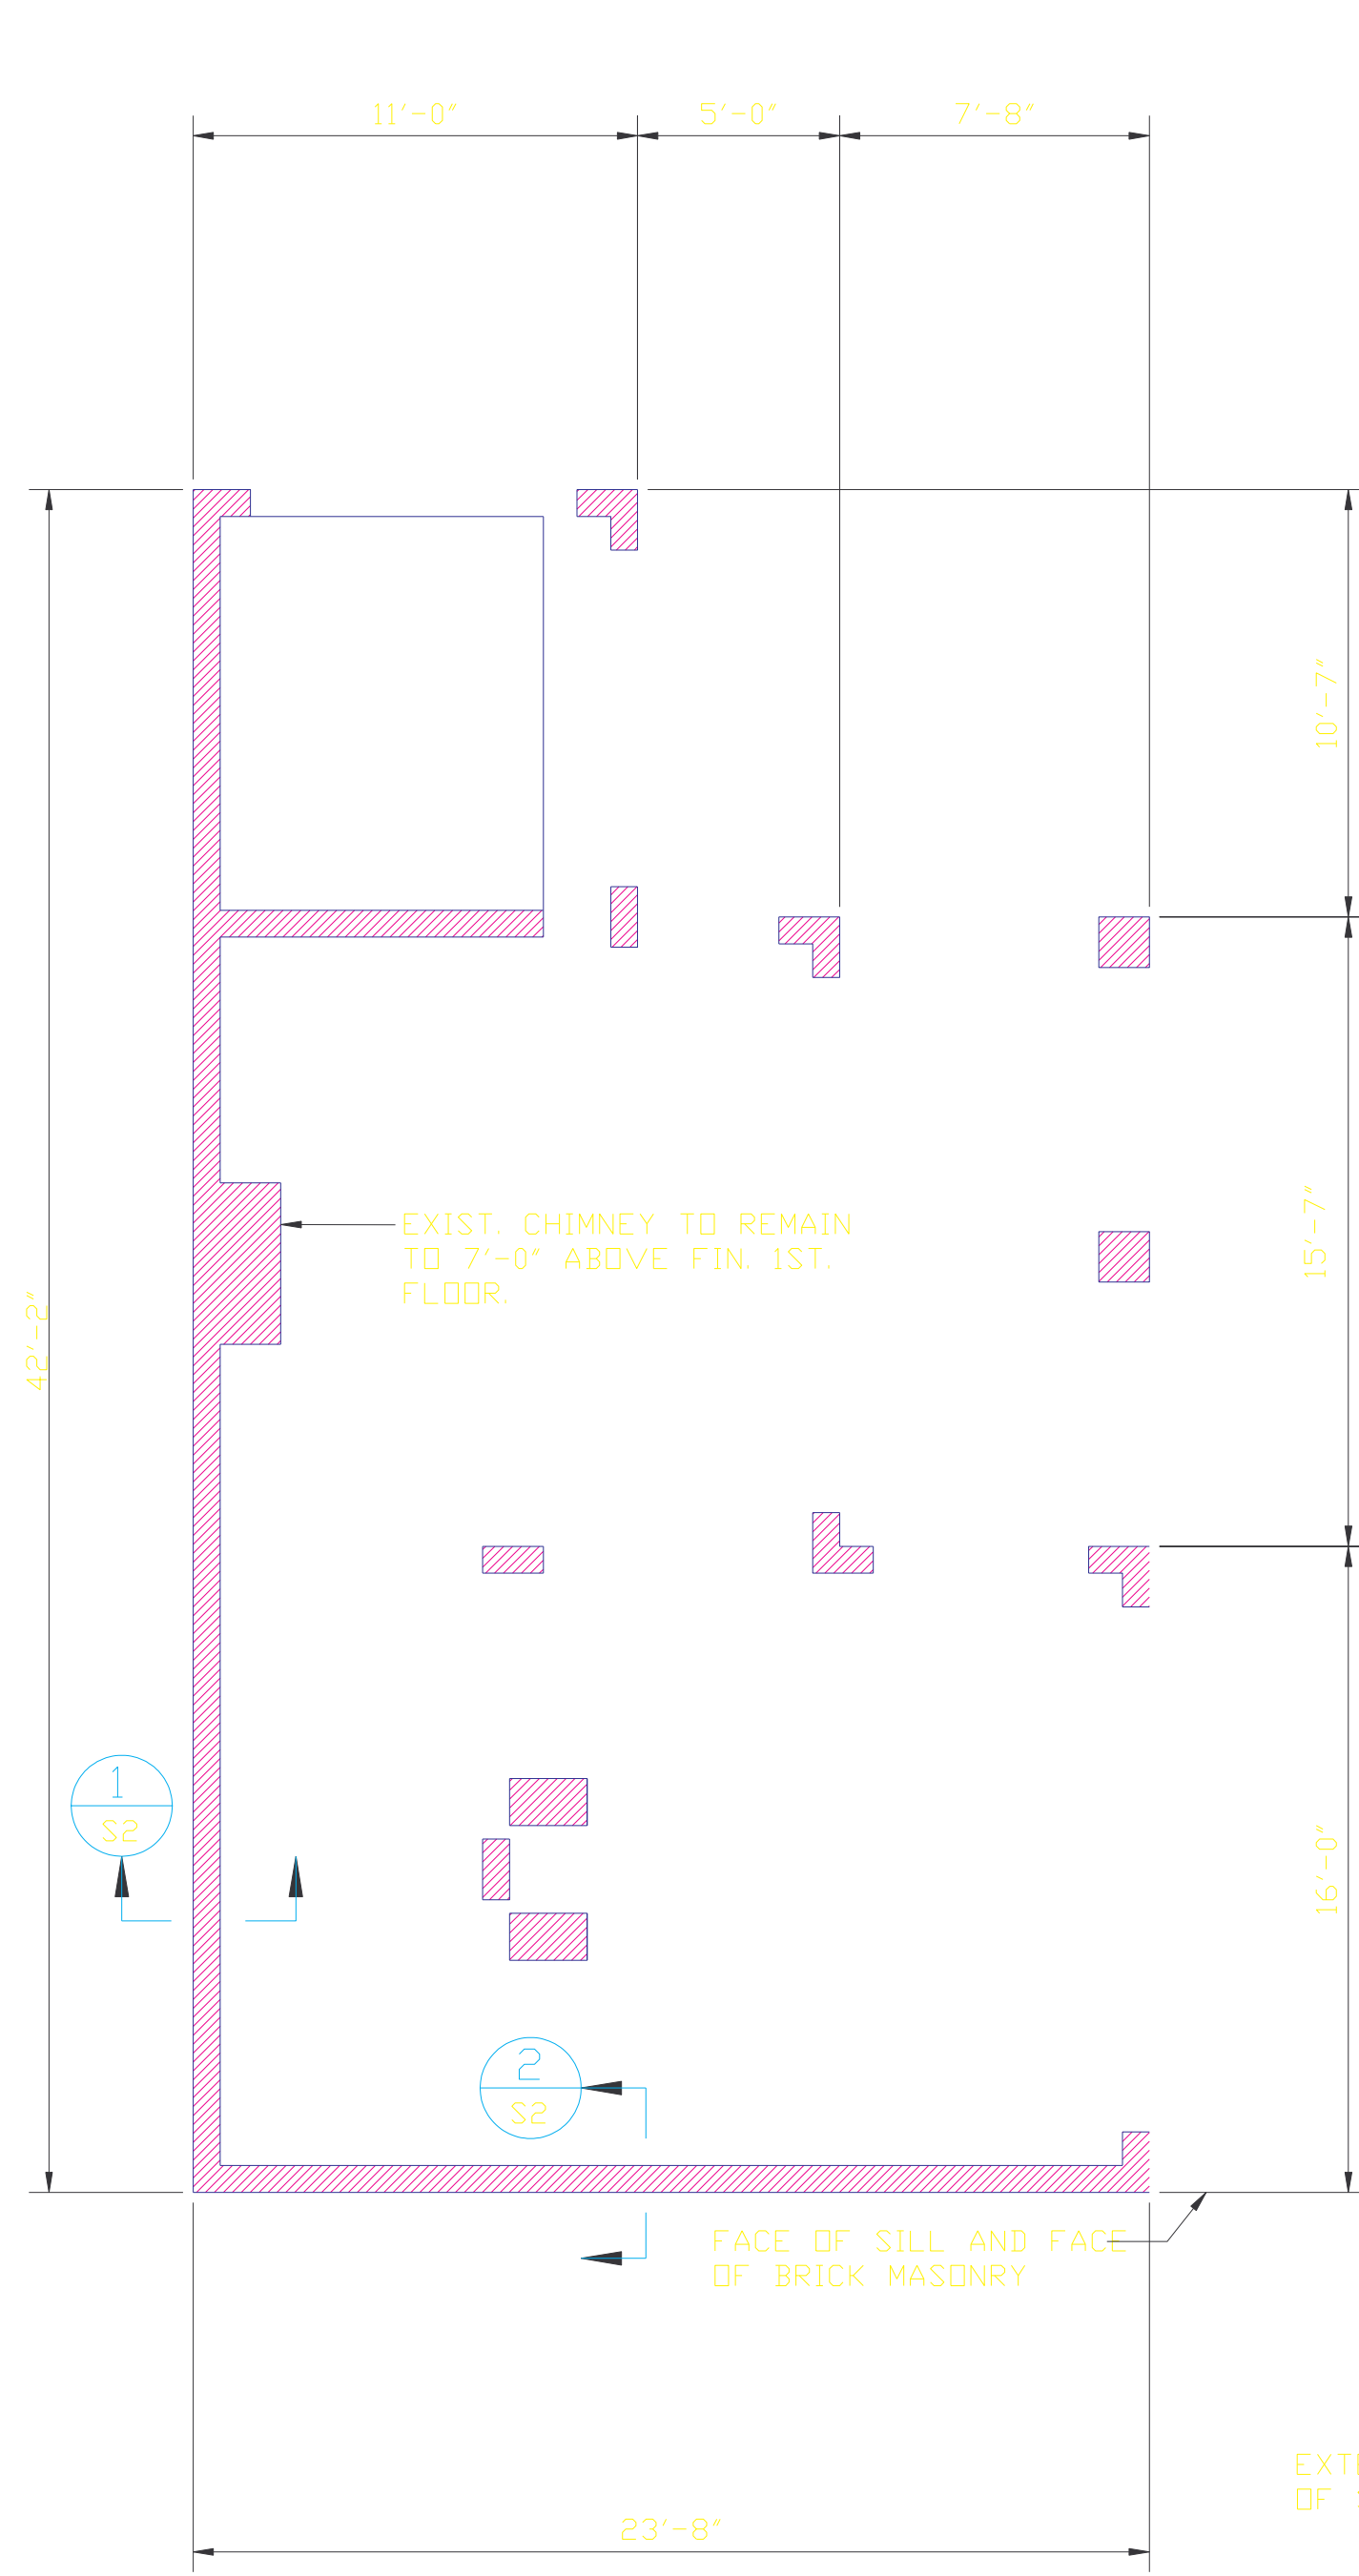 11'-0" 5'-0" 7'-8"
10'-7"
EXIST. CHIMNEY TO REMAIN
TO 7'-0" ABOVE FIN. 1ST.
FLOOR.
15'-7"
42'-2"
1
S2
16'-0"
2
S2
FACE OF SILL AND FACE
OF BRICK MASONRY
OF
23'-8"